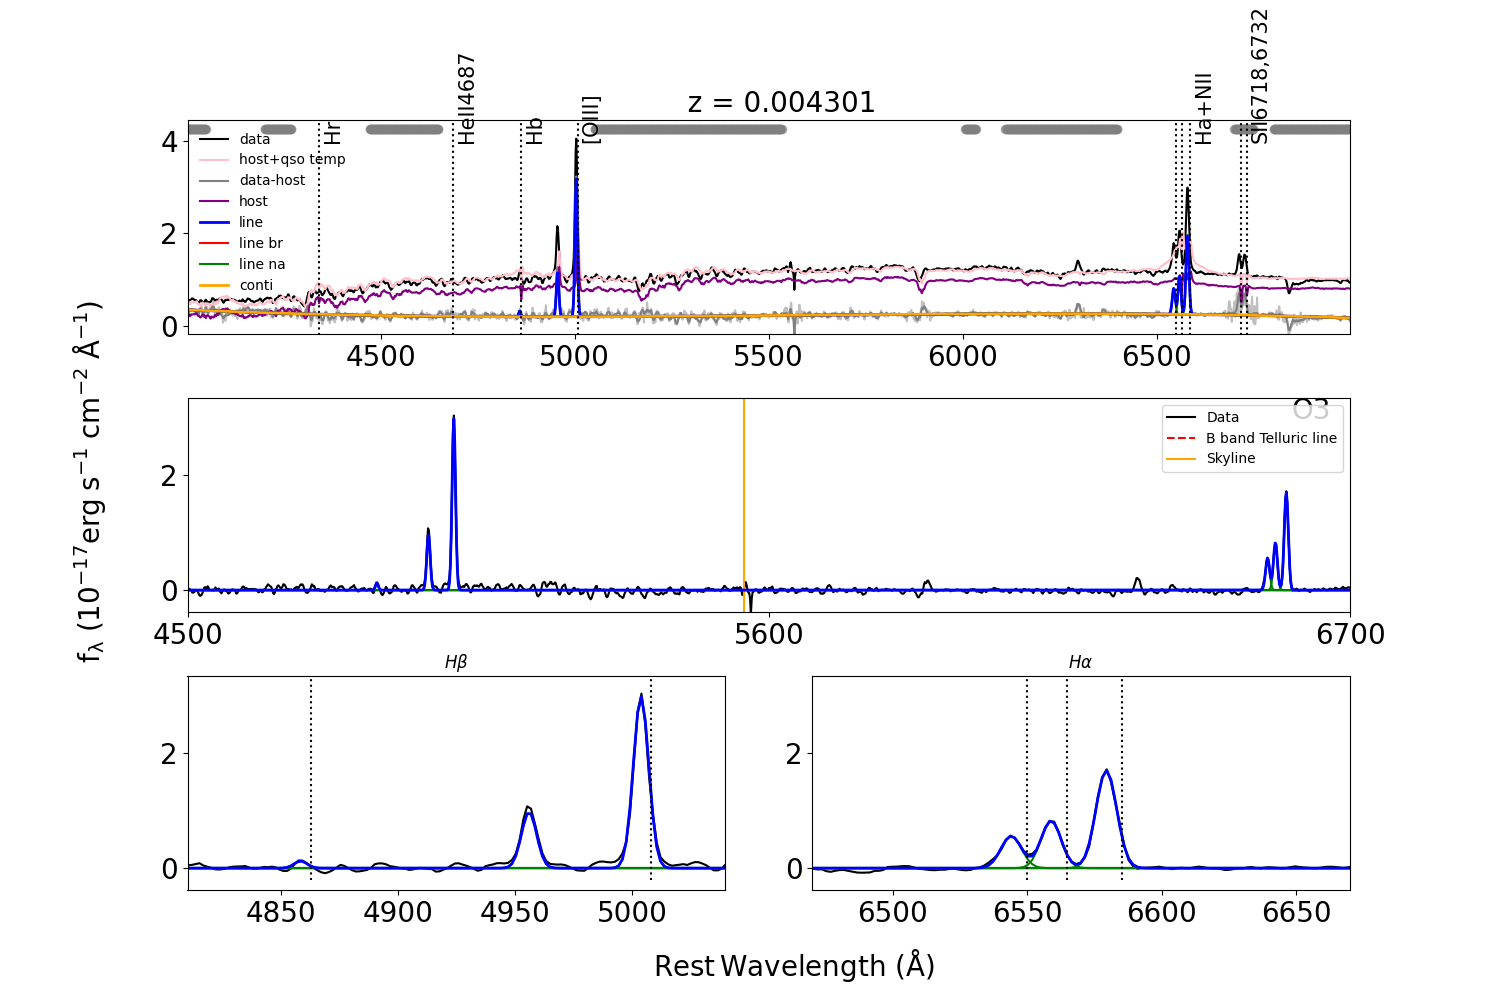 z = 0.004301
Hr
HeII4687
Hb
[OIII]
Ha+NII
SII6718,6732
data
host+qso temp
data-host
host
line
line br
line na
conti
4
2
0
4500 5000 5500 6000 6500
O3
Data
B band Telluric line
Skyline
2
0
4500 5600 6700
fλ (10⁻¹⁷erg s⁻¹ cm⁻² Å⁻¹)
Hβ
2
0
4850 4900 4950 5000
Hα
2
0
6500 6550 6600 6650
Rest Wavelength (Å)